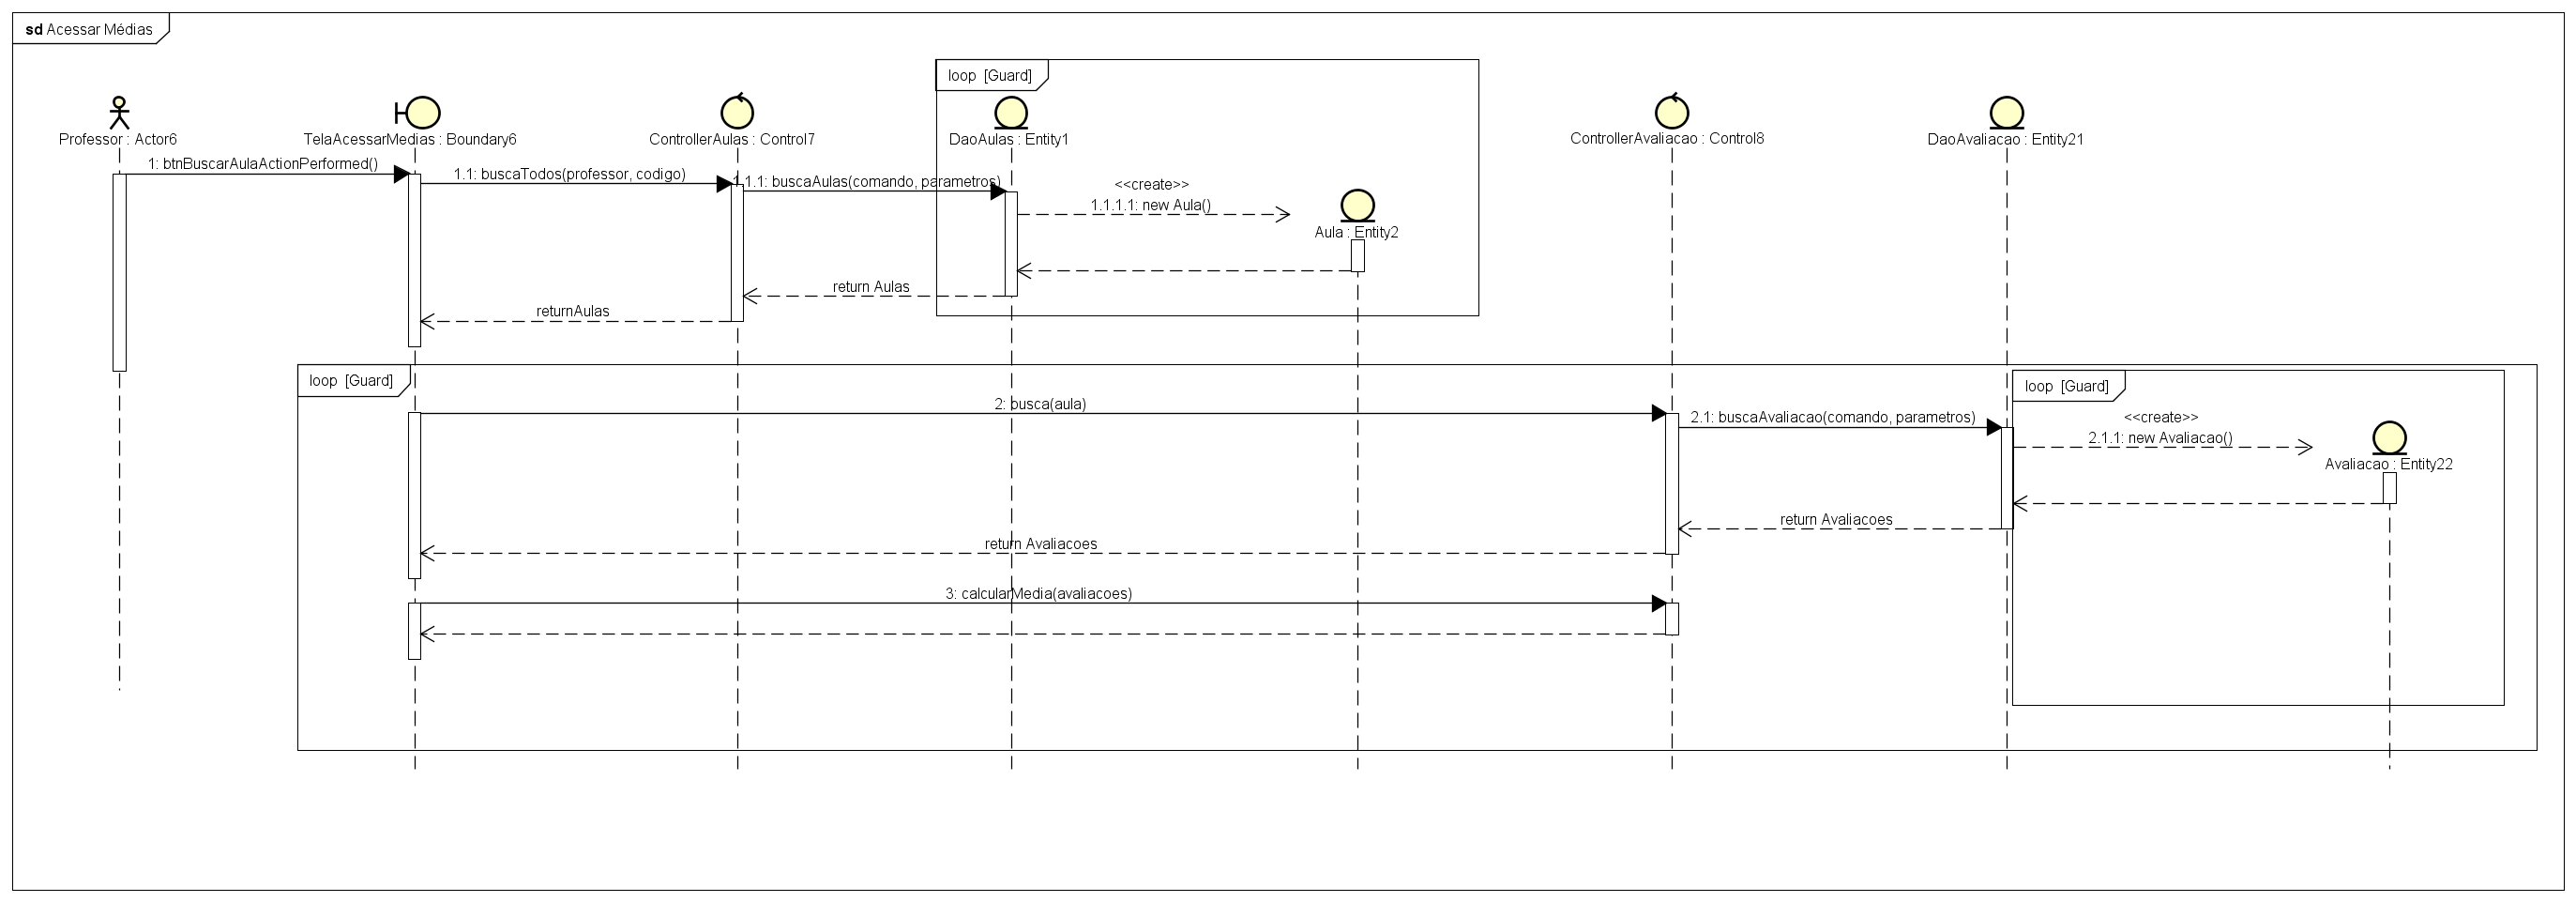 sd Acessar Médias
loop [Guard]
Professor : Actor6
TelaAcessarMedias : Boundary6
ControllerAulas : Control7
DaoAulas : Entity1
ControllerAvaliacao : Control8
DaoAvaliacao : Entity21
1: btnBuscarAulaActionPerformed()
1.1: buscaTodos(professor, codigo)
1.1.1: buscaAulas(comando, parametros)
<<create>>
1.1.1.1: new Aula()
Aula : Entity2
return Aulas
returnAulas
loop [Guard]
loop [Guard]
2: busca(aula)
2.1: buscaAvaliacao(comando, parametros)
<<create>>
2.1.1: new Avaliacao()
Avaliacao : Entity22
return Avaliacoes
return Avaliacoes
3: calcularMedia(avaliacoes)